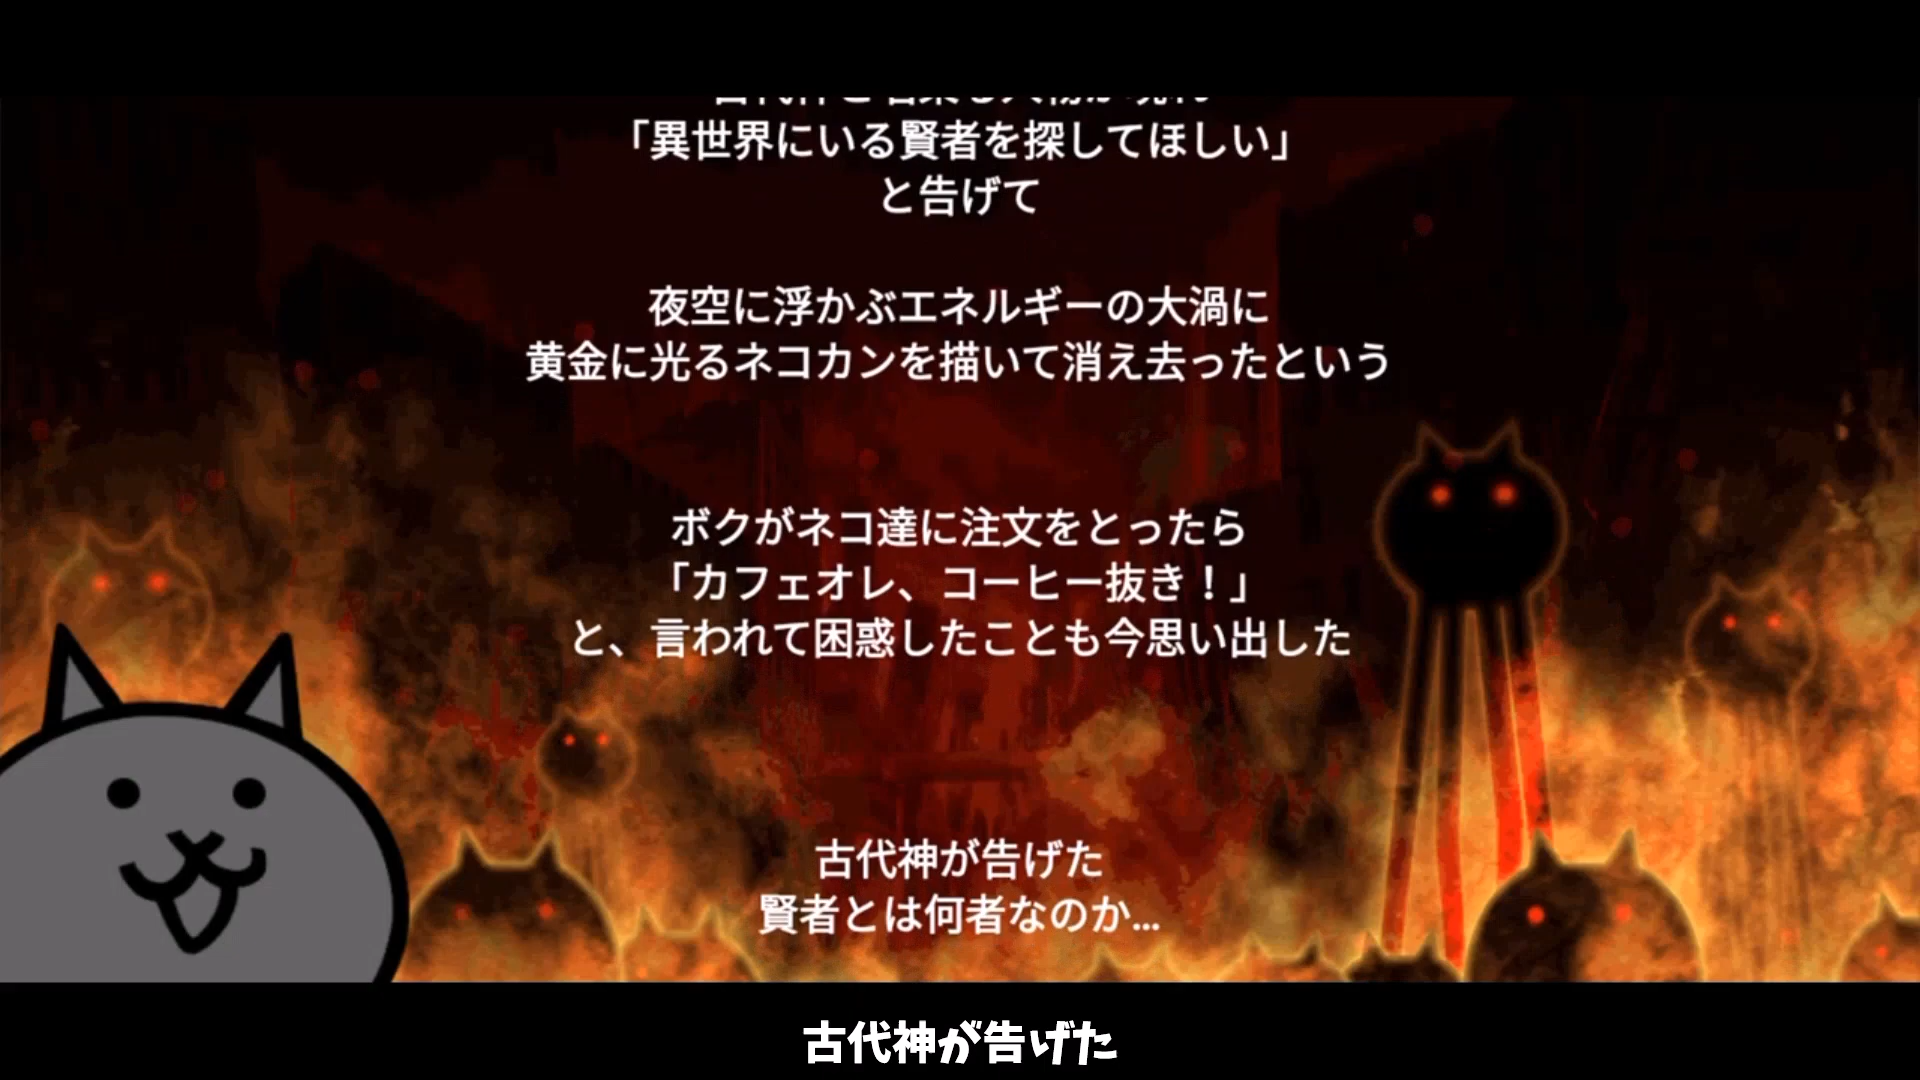 「異世界にいる賢者を探してほしい」
と告げて
夜空に浮かぶエネルギーの大渦に
黄金に光るネコカンを描いて消え去ったという
ボクがネコ達に注文をとったら
「カフェオレ、コーヒー抜き！」
と、言われて困惑したことも今思い出した
古代神が告げた
賢者とは何者なのか...
古代神が告げた